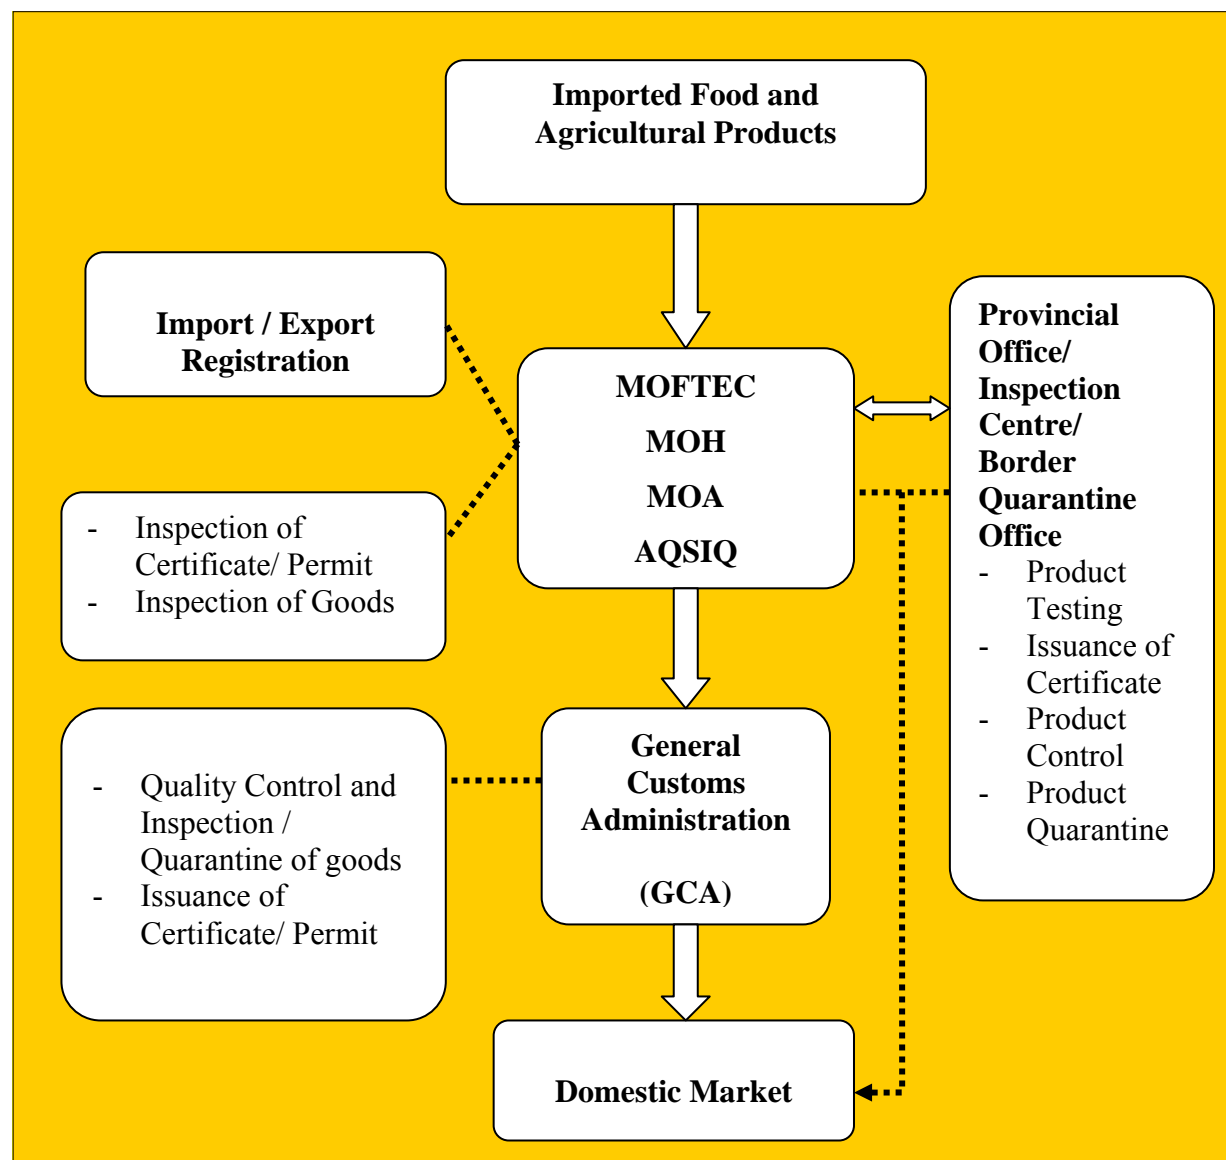 Imported Food and
Agricultural Products
Import / Export
Registration
MOFTEC
MOH
MOA
AQSIQ
Provincial
Office/
Inspection
Centre/
Border
Quarantine
Office
- Product
Testing
- Issuance of
Certificate
- Product
Control
- Product
Quarantine
- Inspection of
Certificate/ Permit
- Inspection of Goods
- Quality Control and
Inspection /
Quarantine of goods
- Issuance of
Certificate/ Permit
General
Customs
Administration
(GCA)
Domestic Market